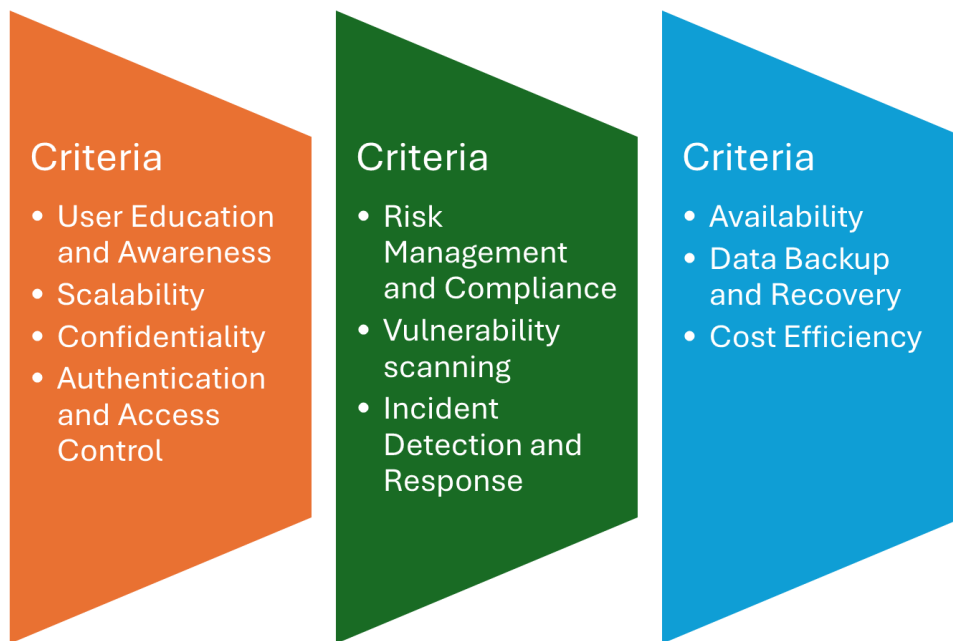 Criteria
• User Education
and Awareness
• Scalability
• Confidentiality
• Authentication
and Access
Control
Criteria
• Risk
Management
and Compliance
• Vulnerability
scanning
• Incident
Detection and
Response
Criteria
• Availability
• Data Backup
and Recovery
• Cost Efficiency